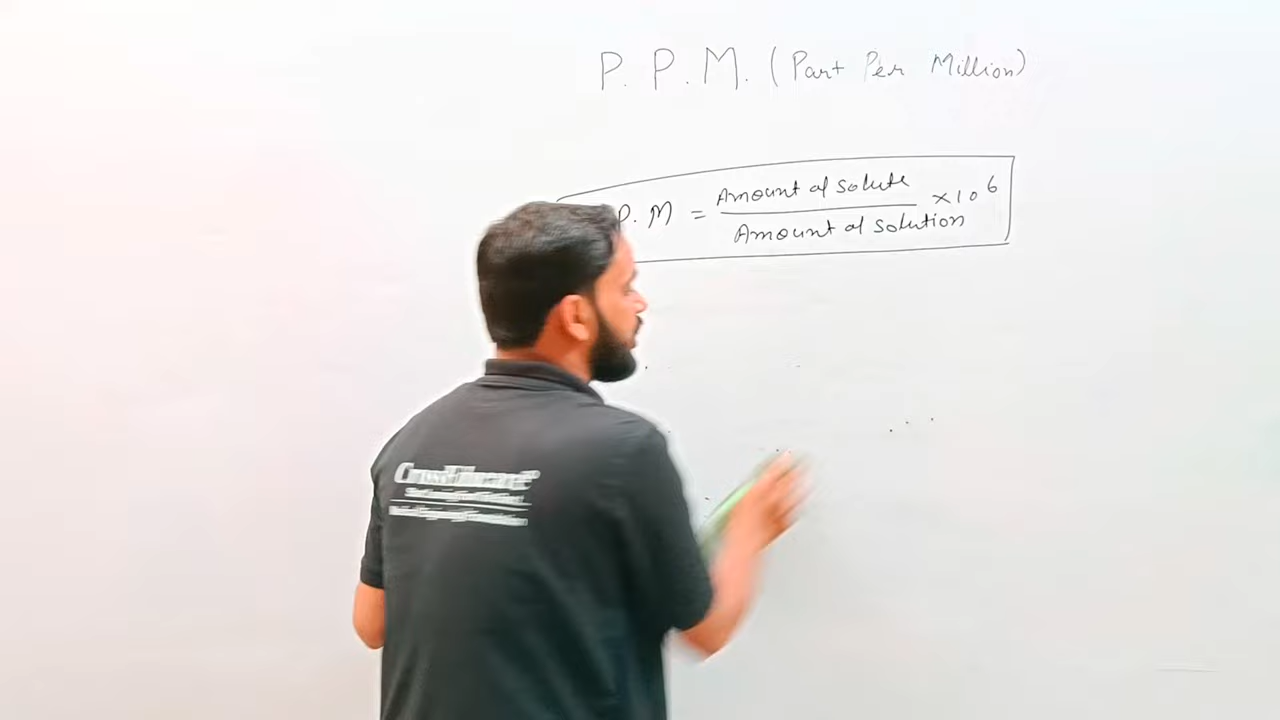 P. P. M. (Part Per Million)
P. M = Amount of solute / Amount of solution × 10⁶